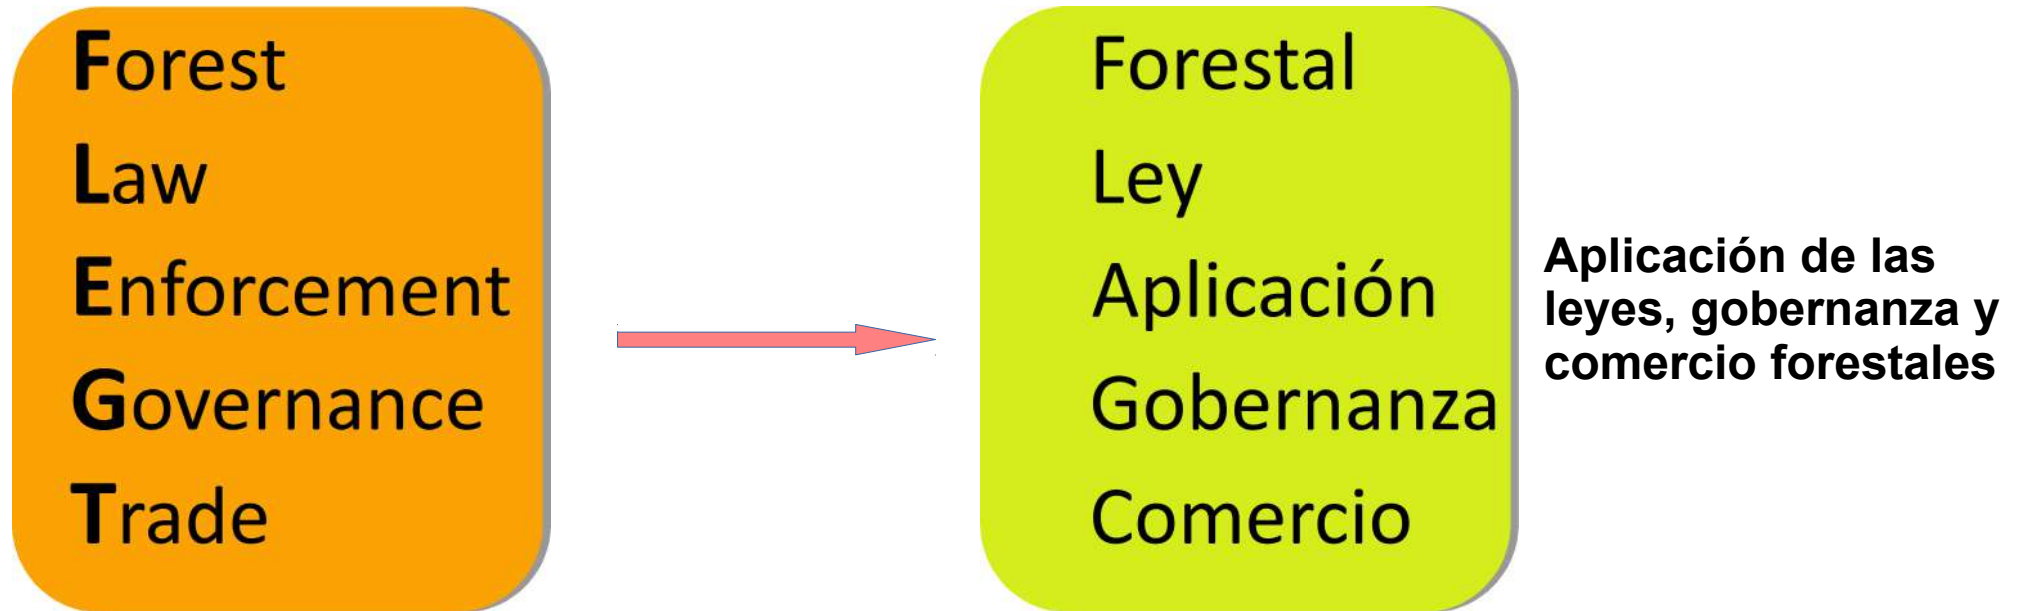 Forest
Law
Enforcement
Governance
Trade
Forestal
Ley
Aplicación
Gobernanza
Comercio
Aplicación de las
leyes, gobernanza y
comercio forestales